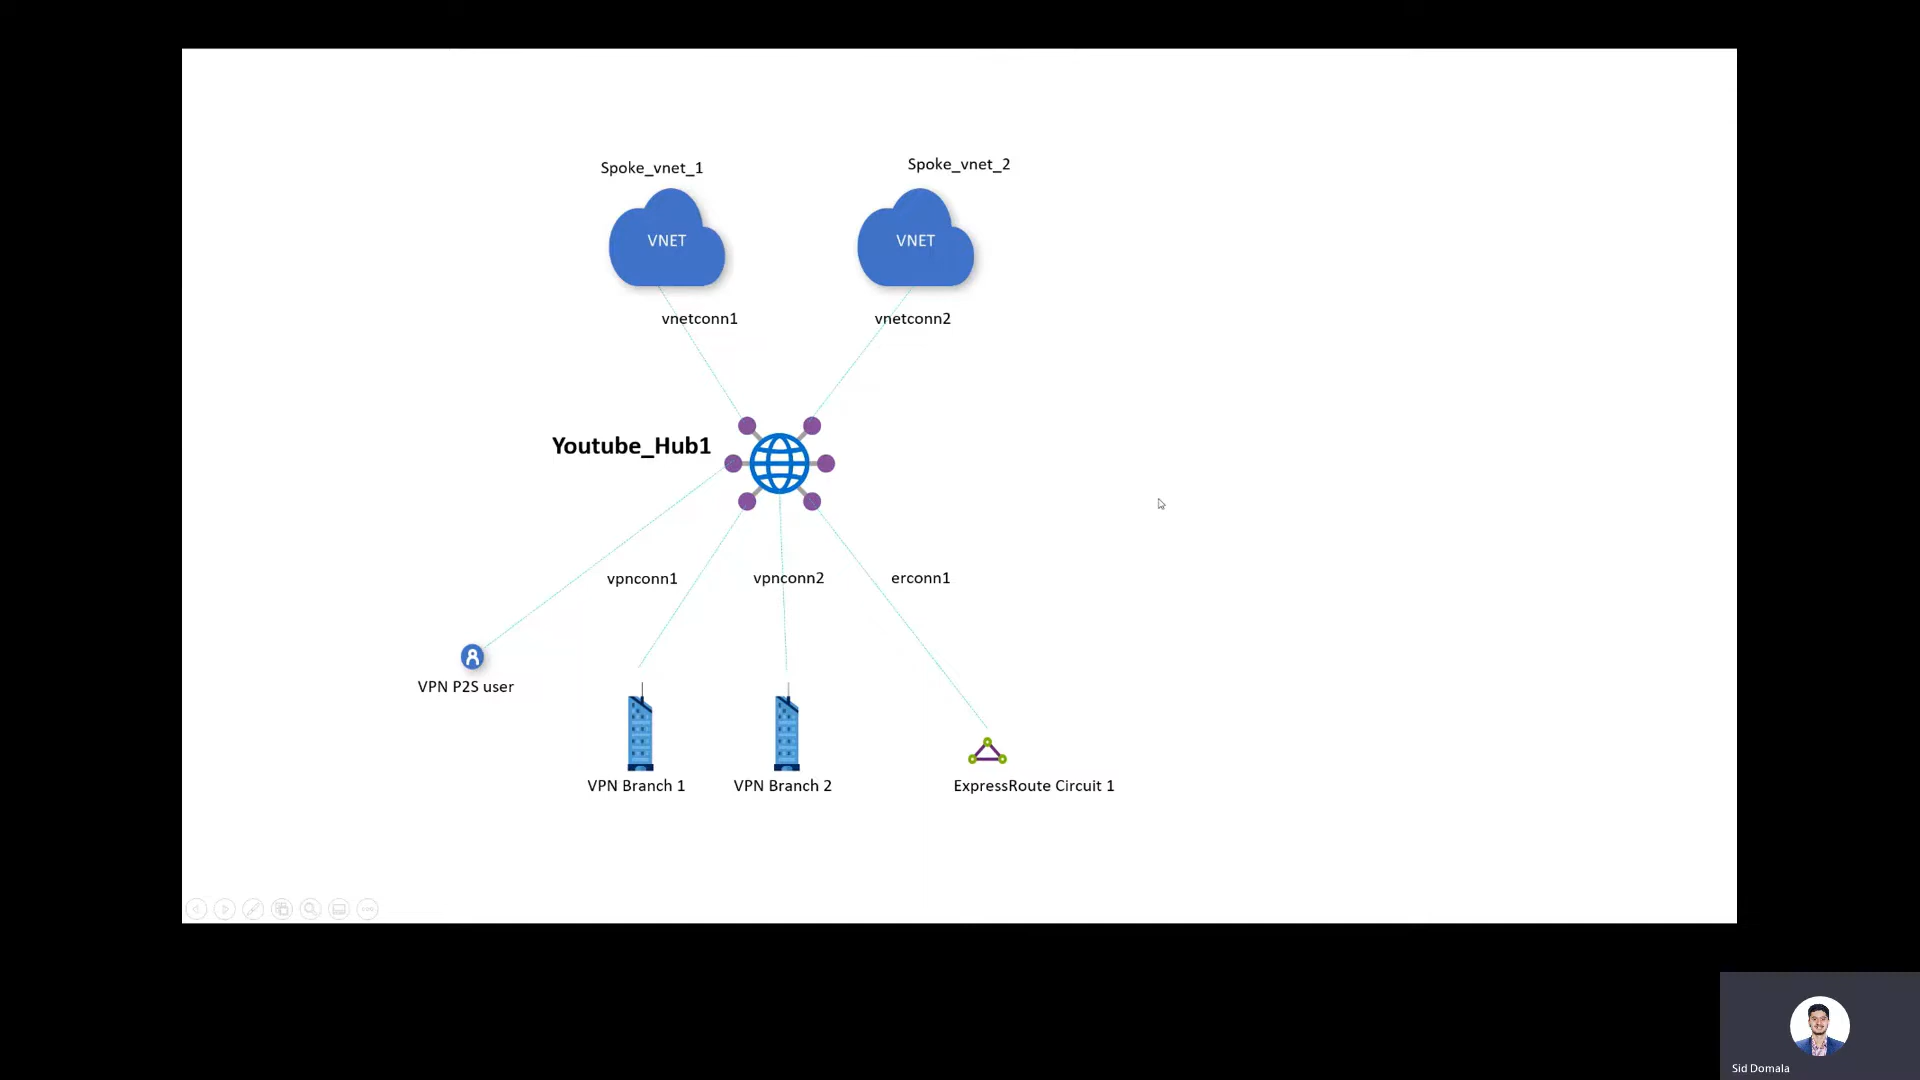 Spoke_vnet_1
Spoke_vnet_2
VNET
VNET
vnetconn1
vnetconn2
Youtube_Hub1
vpnconn1
vpnconn2
erconn1
VPN P2S user
VPN Branch 1
VPN Branch 2
ExpressRoute Circuit 1
Sid Domala